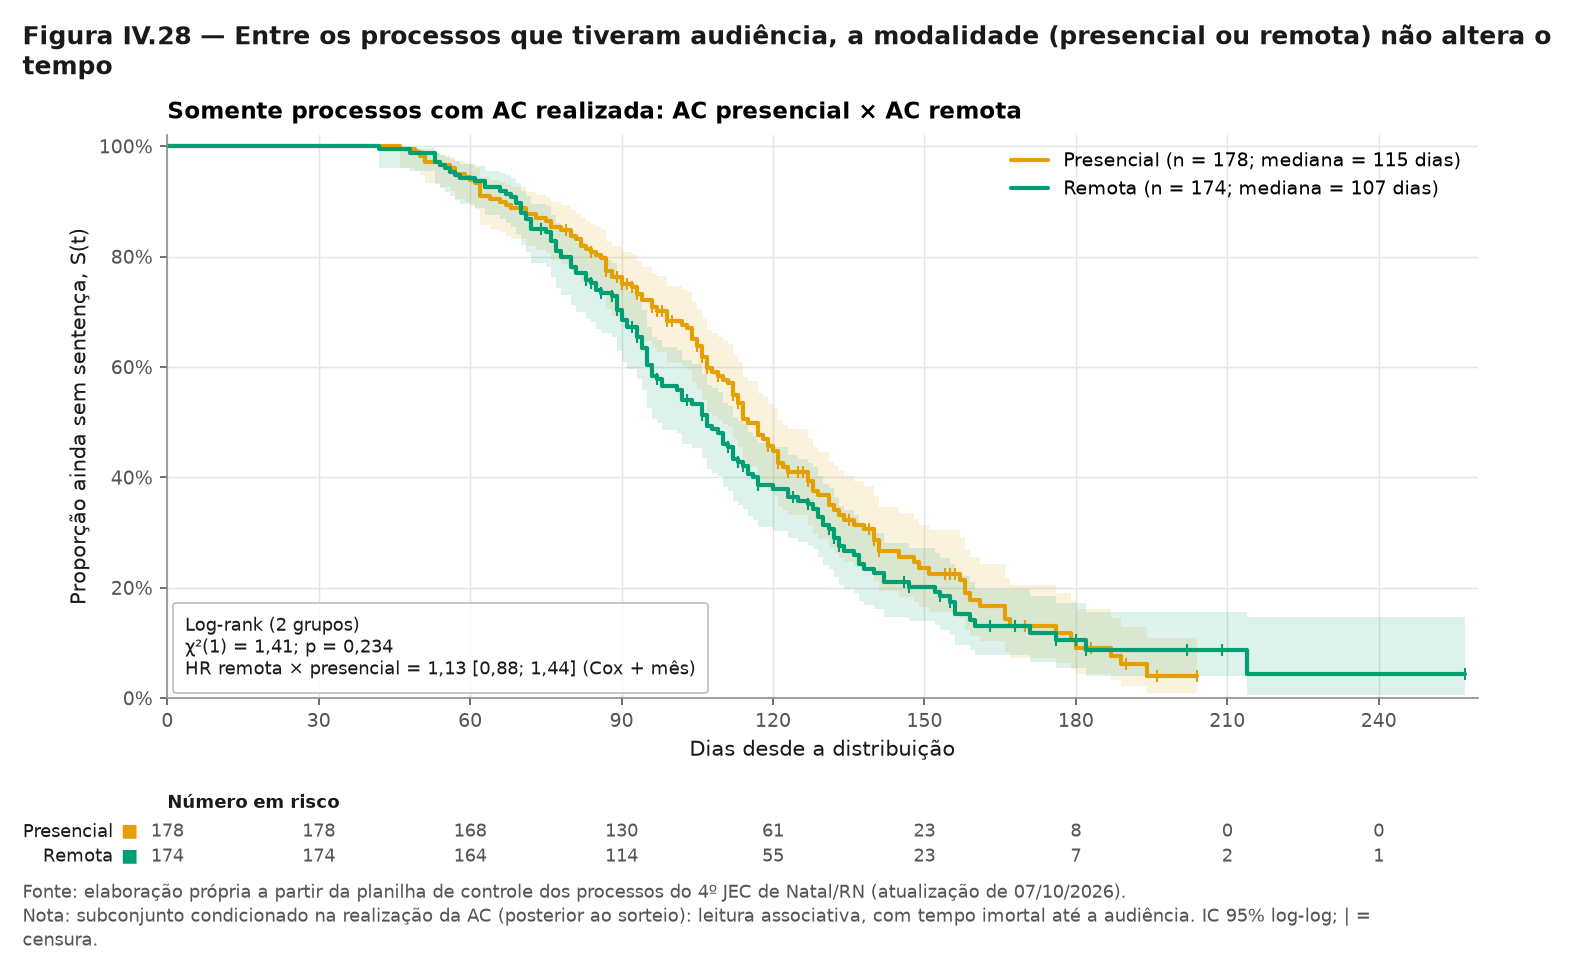 Figura IV.28 — Entre os processos que tiveram audiência, a modalidade (presencial ou remota) não altera o
tempo
Somente processos com AC realizada: AC presencial × AC remota
100%
80%
60%
40%
20%
0%
Proporção ainda sem sentença, S(t)
Presencial (n = 178; mediana = 115 dias)
Remota (n = 174; mediana = 107 dias)
Log-rank (2 grupos)
χ²(1) = 1,41; p = 0,234
HR remota × presencial = 1,13 [0,88; 1,44] (Cox + mês)
0 30 60 90 120 150 180 210 240
Dias desde a distribuição
Número em risco
Presencial 178 178 168 130 61 23 8 0 0
Remota 174 174 164 114 55 23 7 2 1
Fonte: elaboração própria a partir da planilha de controle dos processos do 4º JEC de Natal/RN (atualização de 07/10/2026).
Nota: subconjunto condicionado na realização da AC (posterior ao sorteio): leitura associativa, com tempo imortal até a audiência. IC 95% log-log; | =
censura.